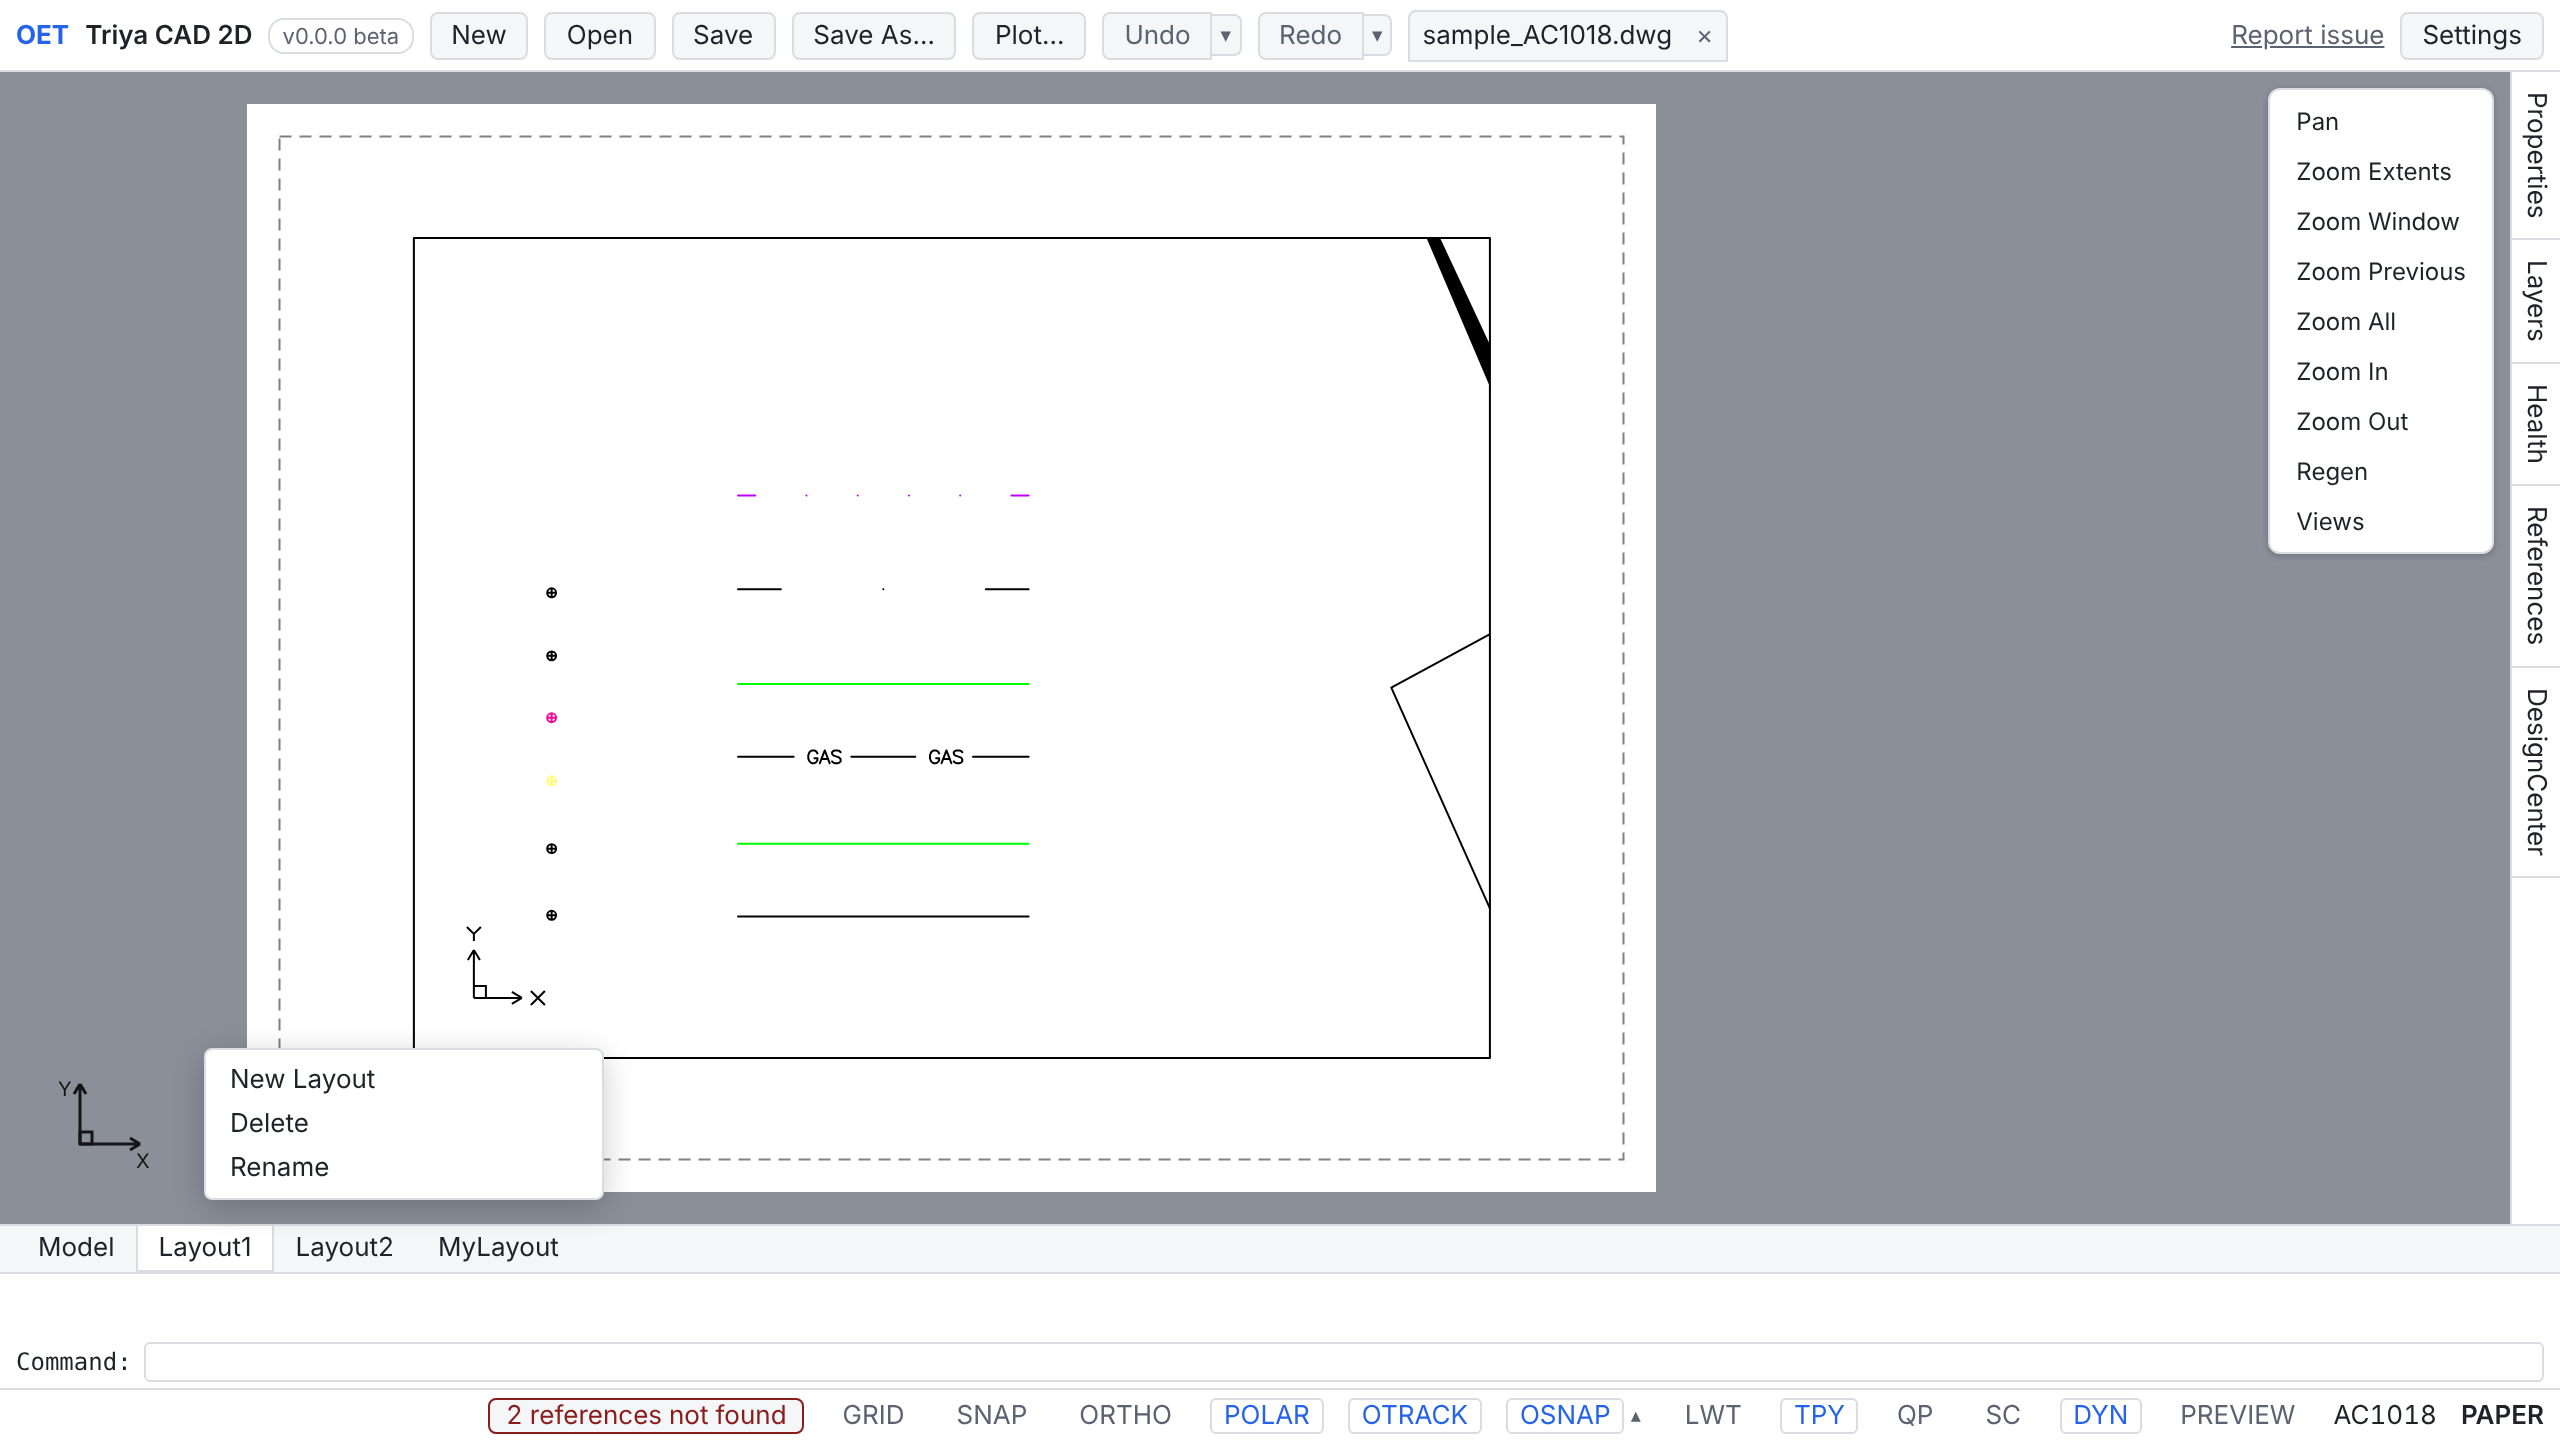 OET Triya CAD 2D v0.0.0 beta New Open Save Save As... Plot... Undo ▾ Redo ▾ sample_AC1018.dwg × Report issue Settings
Pan
Zoom Extents
Zoom Window
Zoom Previous
Zoom All
Zoom In
Zoom Out
Regen
Views
Properties
Layers
Health
References
DesignCenter
GAS GAS
Y
X
Y
X
New Layout
Delete
Rename
Model Layout1 Layout2 MyLayout
Command:
2 references not found GRID SNAP ORTHO POLAR OTRACK OSNAP ▴ LWT TPY QP SC DYN PREVIEW AC1018 PAPER